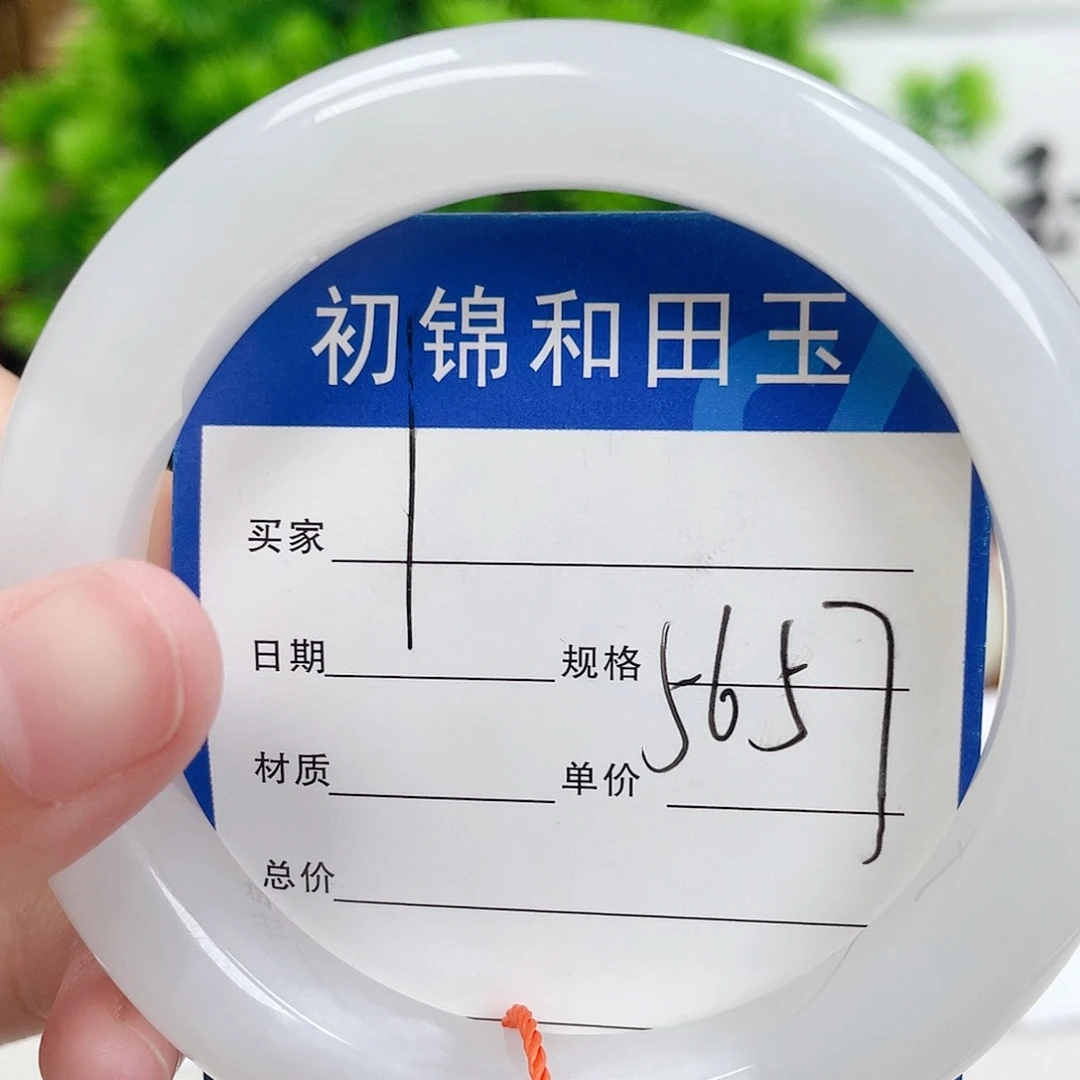 初锦和田玉
买家
日期 规格 5657
材质 单价
总价